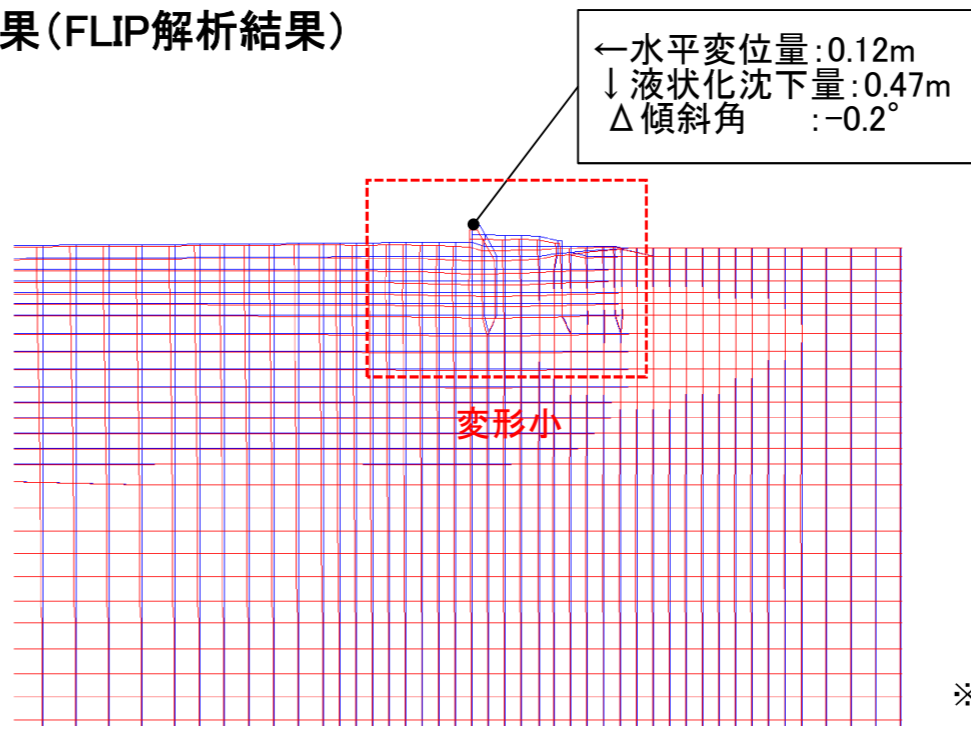 果(FLIP解析結果)
←水平変位量:0.12m
↓液状化沈下量:0.47m
Δ傾斜角　　:-0.2°
変形小
※